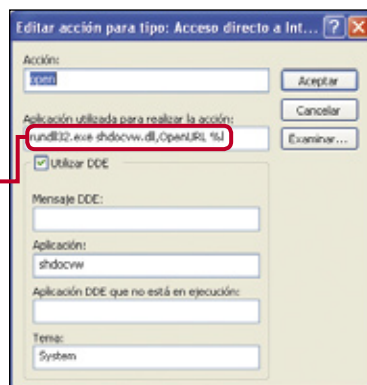 Editar acción para tipo: Acceso directo a Int...
Acción:
open
Aceptar
Aplicación utilizada para realizar la acción:
Cancelar
rundll32.exe shdocvw.dll,OpenURL %l
Examinar...
Utilizar DDE
Mensaje DDE:
Aplicación:
shdocvw
Aplicación DDE que no está en ejecución:
Tema:
System